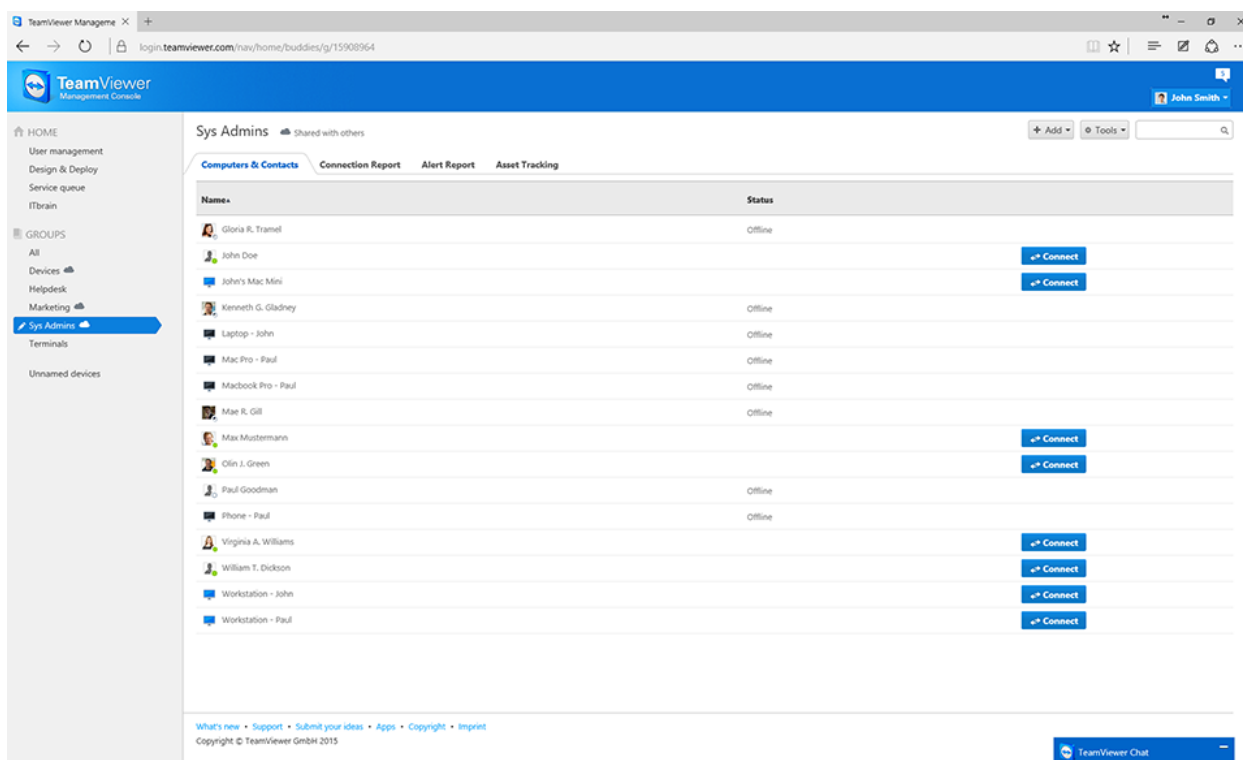 TeamViewer Manageme
login.teamviewer.com/nav/home/buddies/g/15908964
TeamViewer
Management Console
5
John Smith
HOME
User management
Design & Deploy
Service queue
ITbrain
GROUPS
All
Devices
Helpdesk
Marketing
Sys Admins
Terminals
Unnamed devices
Sys Admins Shared with others
+ Add Tools
Computers & Contacts Connection Report Alert Report Asset Tracking
Name Status
Gloria R. Tramel Offline
John Doe Connect
John's Mac Mini Connect
Kenneth G. Gladney Offline
Laptop - John Offline
Mac Pro - Paul Offline
Macbook Pro - Paul Offline
Mae R. Gill Offline
Max Mustermann Connect
Olin J. Green Connect
Paul Goodman Offline
Phone - Paul Offline
Virginia A. Williams Connect
William T. Dickson Connect
Workstation - John Connect
Workstation - Paul Connect
What's new • Support • Submit your ideas • Apps • Copyright • Imprint
Copyright © TeamViewer GmbH 2015
TeamViewer Chat